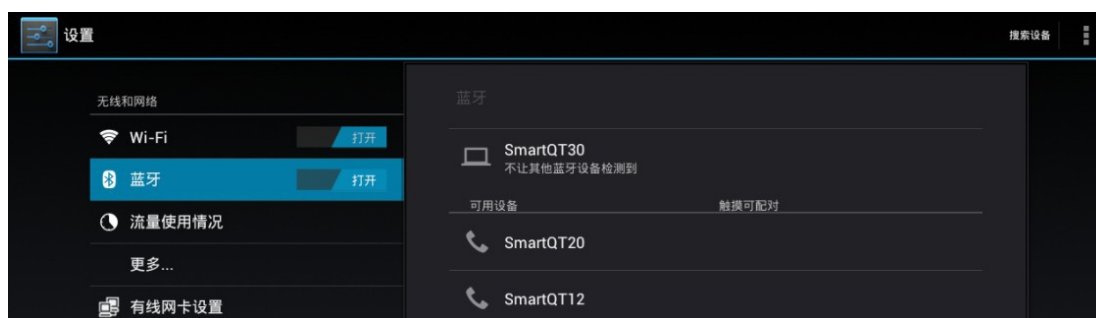 设置
搜索设备
无线和网络
Wi-Fi 打开
蓝牙 打开
流量使用情况
更多...
有线网卡设置
蓝牙
SmartQT30
不让其他蓝牙设备检测到
可用设备 触摸可配对
SmartQT20
SmartQT12